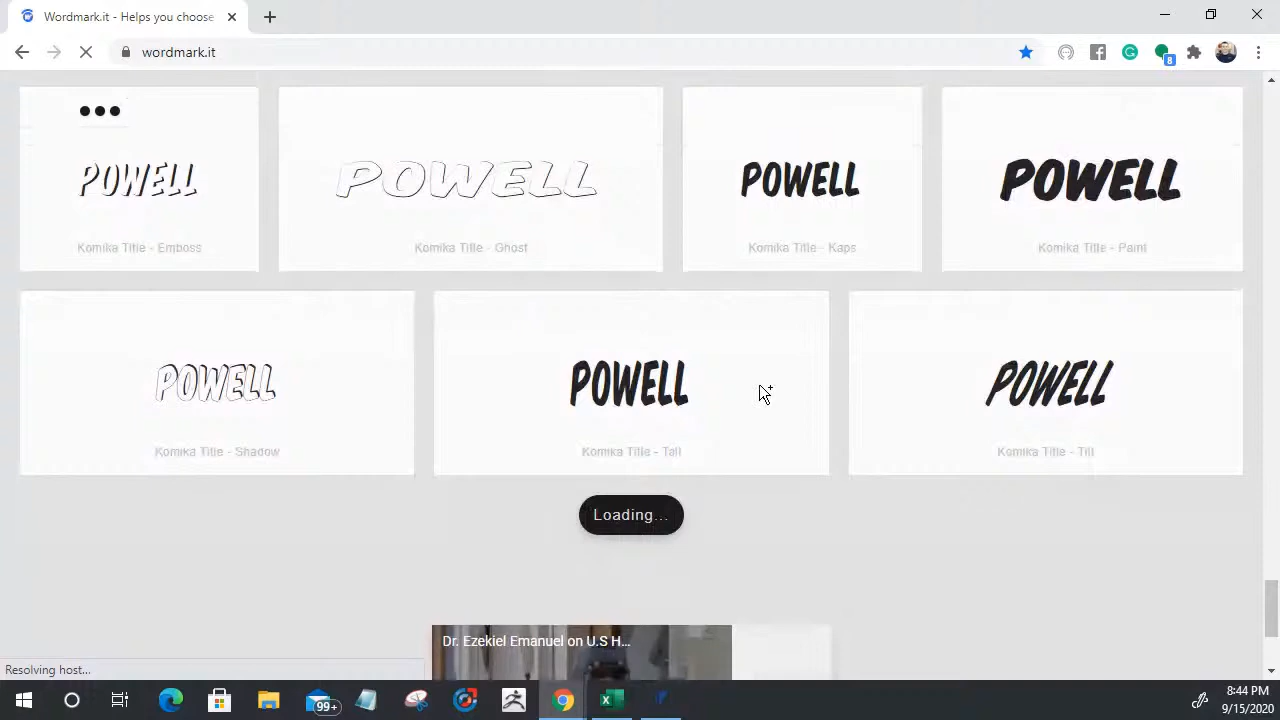 Wordmark.it - Helps you choose
wordmark.it
8
POWELL
POWELL
POWELL
POWELL
Komika Title - Emboss
Komika Title - Ghost
Komika Title - Kaps
Komika Title - Paint
POWELL
POWELL
POWELL
Komika Title - Shadow
Komika Title - Tall
Komika Title - Tilt
Loading...
Dr. Ezekiel Emanuel on U.S H...
Resolving host...
99+
8:44 PM
9/15/2020